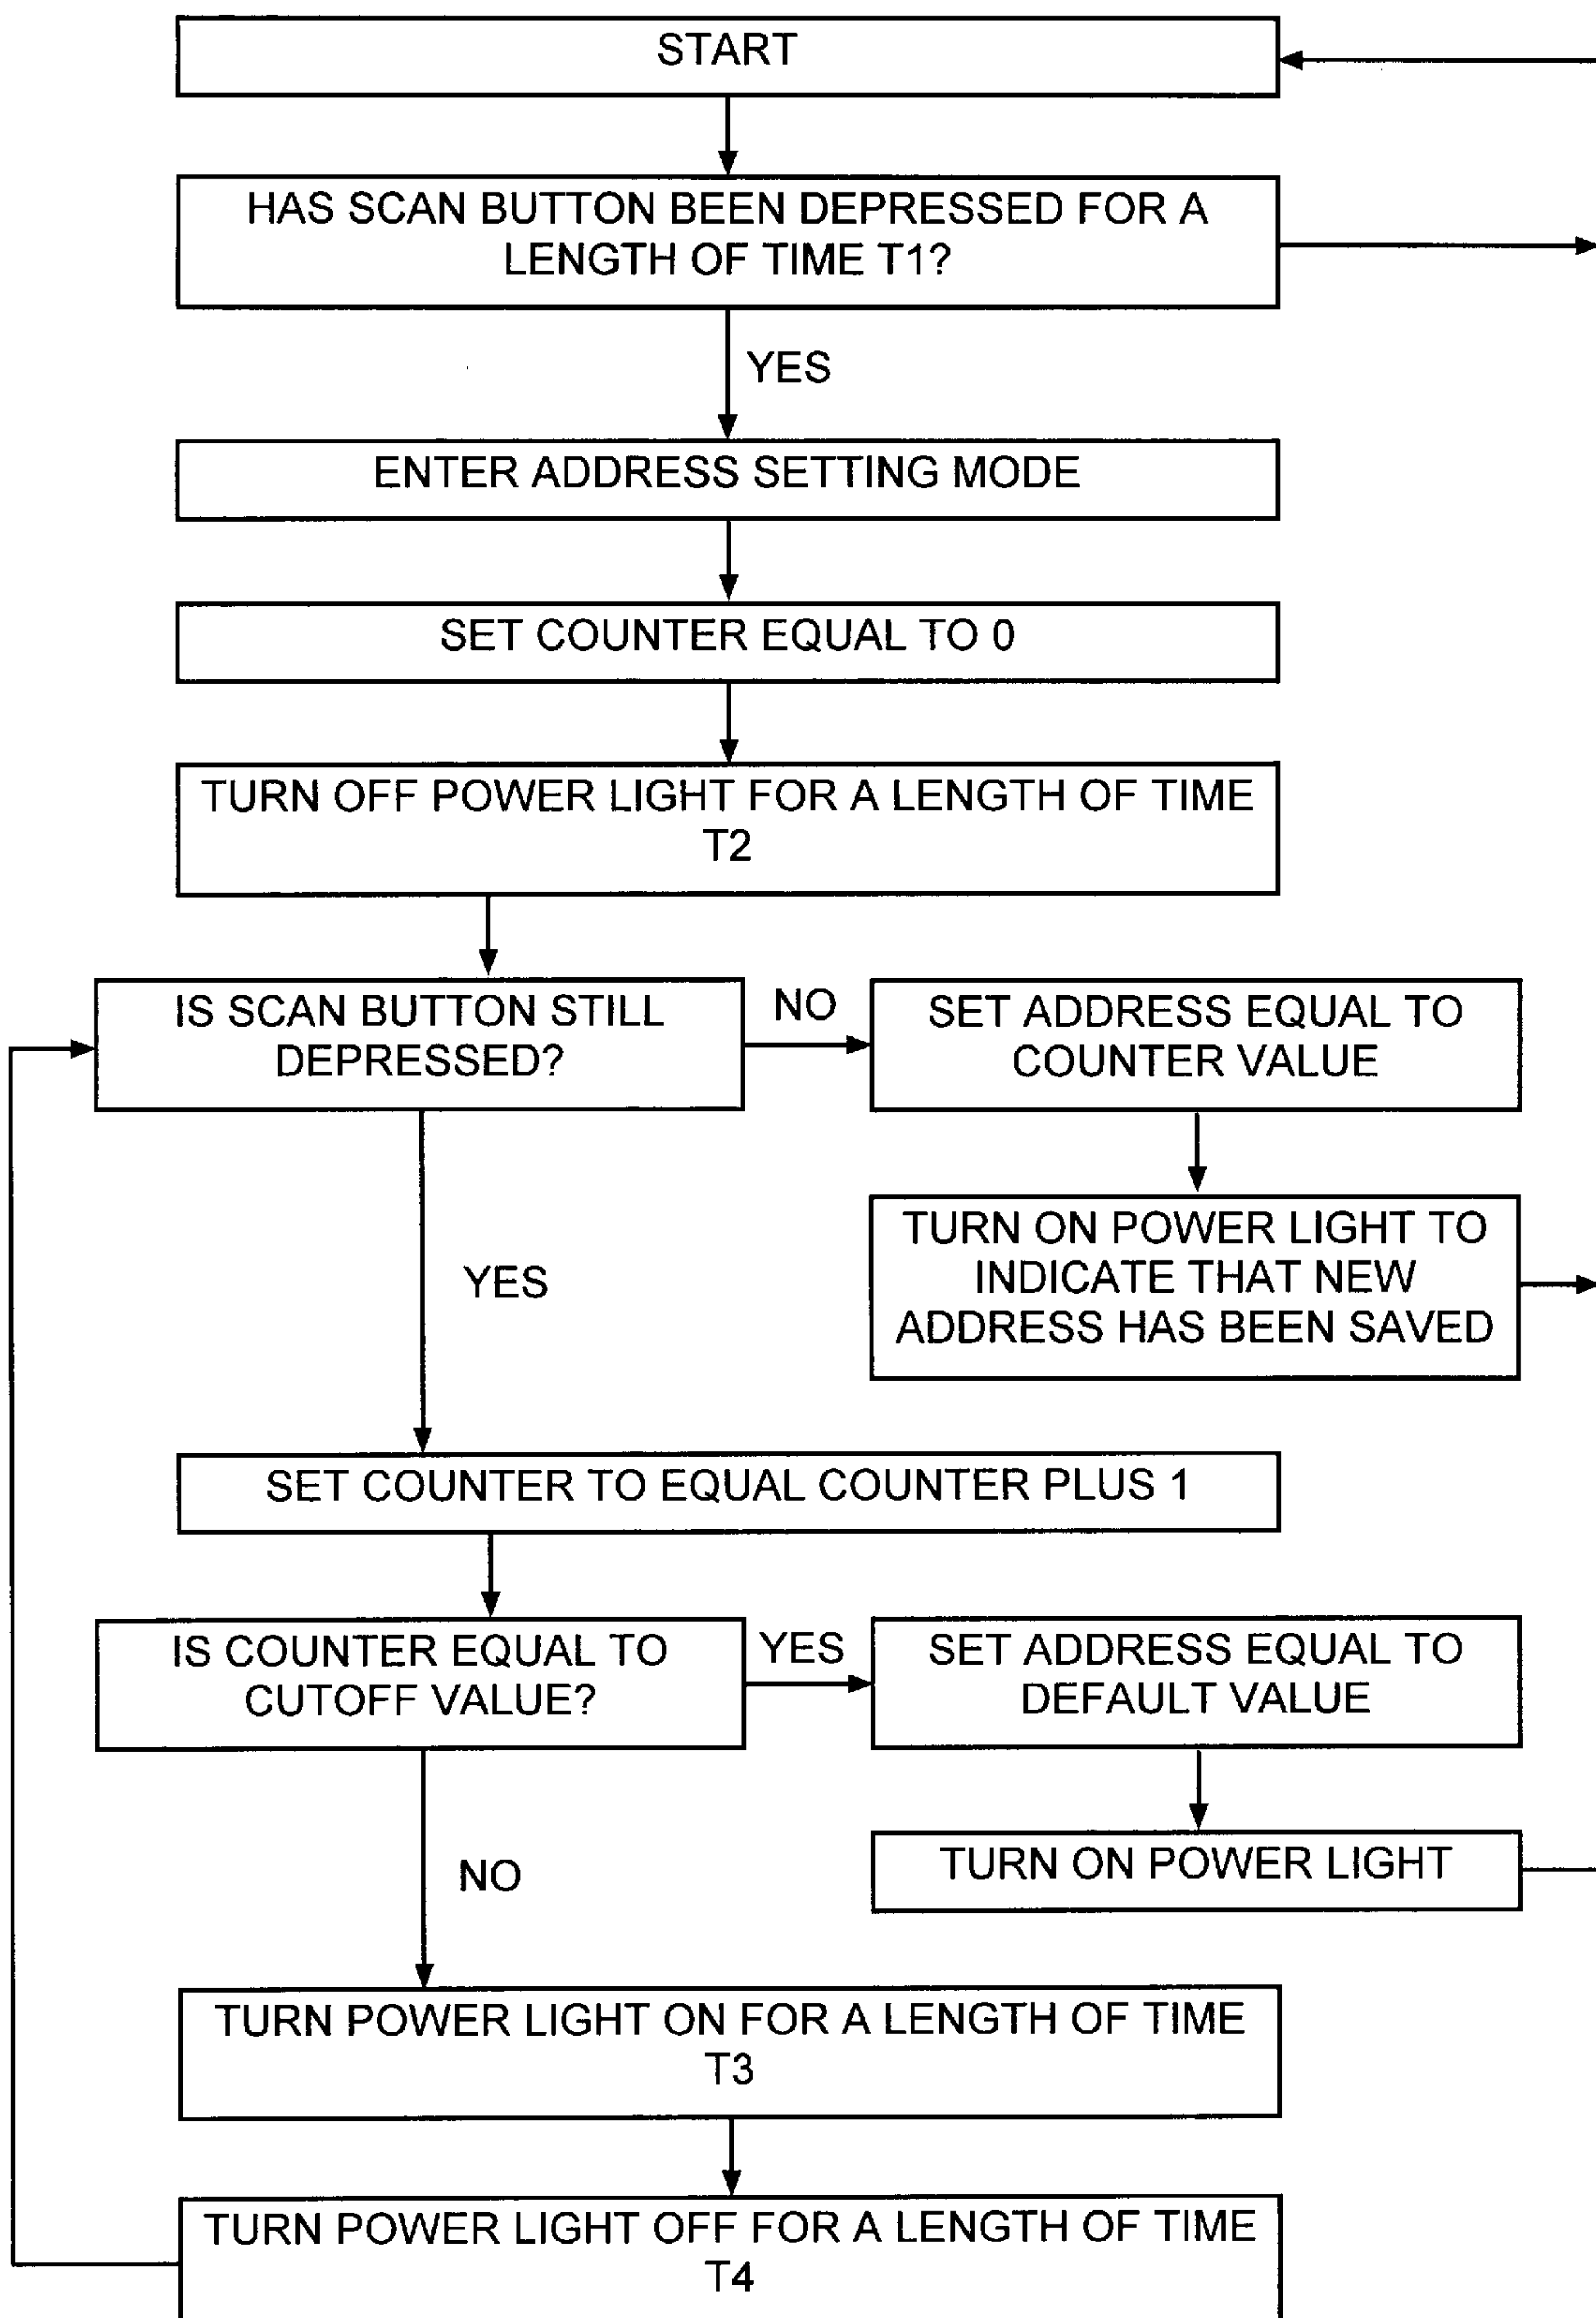 START
HAS SCAN BUTTON BEEN DEPRESSED FOR A
LENGTH OF TIME T1?
YES
ENTER ADDRESS SETTING MODE
SET COUNTER EQUAL TO 0
TURN OFF POWER LIGHT FOR A LENGTH OF TIME
T2
IS SCAN BUTTON STILL
DEPRESSED?
NO
SET ADDRESS EQUAL TO
COUNTER VALUE
TURN ON POWER LIGHT TO
INDICATE THAT NEW
ADDRESS HAS BEEN SAVED
YES
SET COUNTER TO EQUAL COUNTER PLUS 1
IS COUNTER EQUAL TO
CUTOFF VALUE?
YES
SET ADDRESS EQUAL TO
DEFAULT VALUE
TURN ON POWER LIGHT
NO
TURN POWER LIGHT ON FOR A LENGTH OF TIME
T3
TURN POWER LIGHT OFF FOR A LENGTH OF TIME
T4